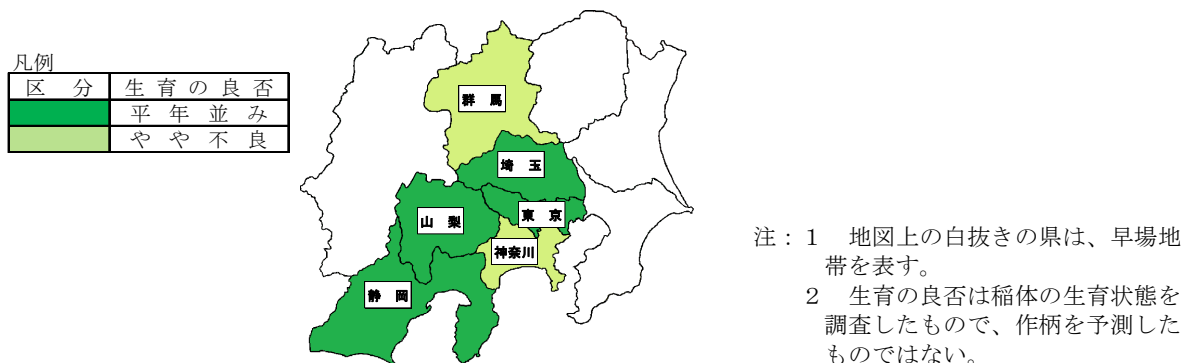 凡例
区 分 生育の良否
平年並み
やや不良
群 馬
埼 玉
東 京
山 梨
神奈川
静 岡
注：１　地図上の白抜きの県は、早場地
帯を表す。
２　生育の良否は稲体の生育状態を
調査したもので、作柄を予測した
ものではない。